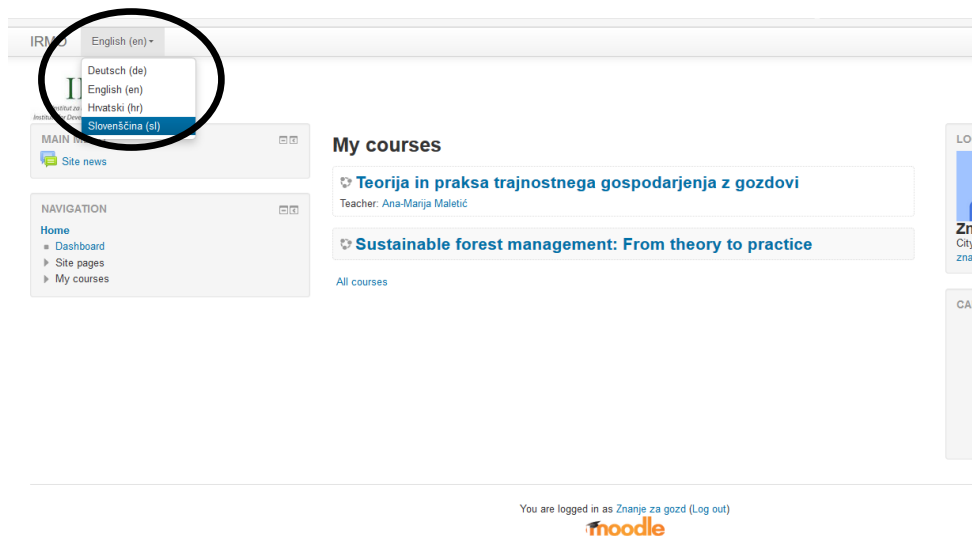 IRMO English (en)
Deutsch (de)
English (en)
Hrvatski (hr)
Slovenščina (sl)
MAIN
Site news
NAVIGATION
Home
Dashboard
Site pages
My courses
My courses
Teorija in praksa trajnostnega gospodarjenja z gozdovi
Teacher: Ana-Marija Maletić
Sustainable forest management: From theory to practice
All courses
LO
Zn
City
zna
CA
You are logged in as Znanje za gozd (Log out)
moodle